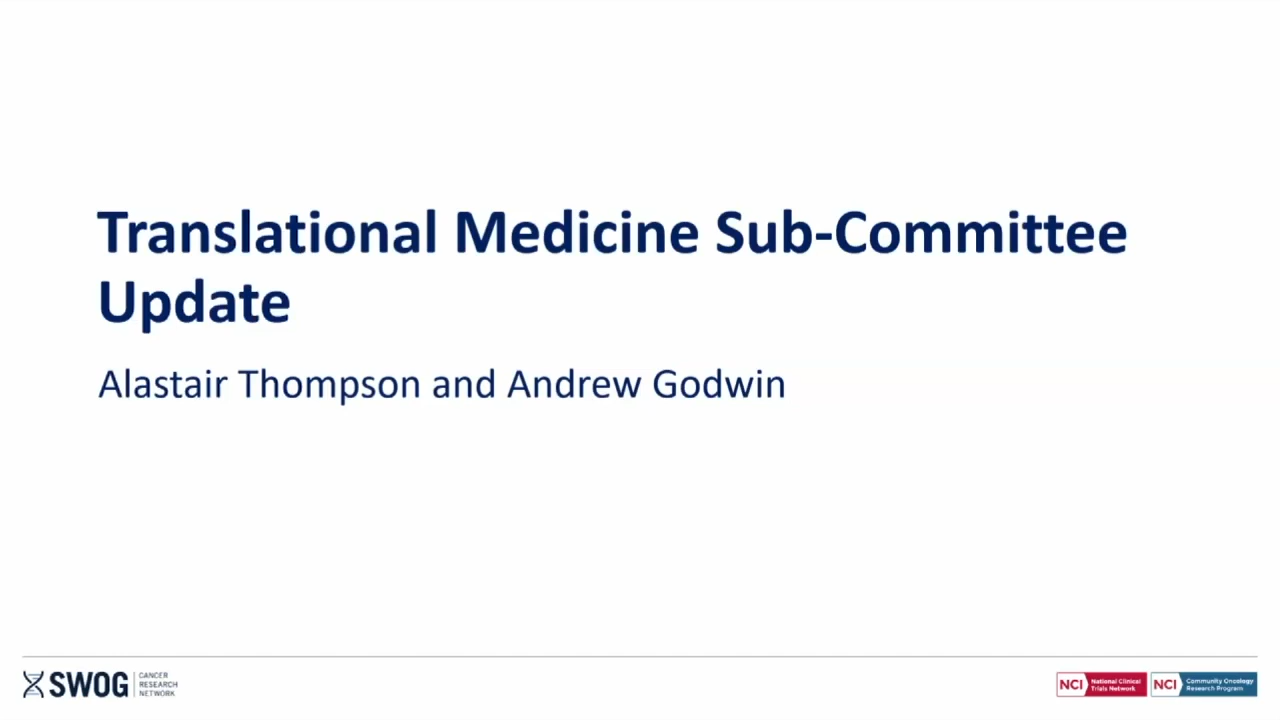 Translational Medicine Sub-Committee
Update
Alastair Thompson and Andrew Godwin
SWOG
CANCER
RESEARCH
NETWORK
NCI
National Clinical
Trials Network
NCI
Community Oncology
Research Program